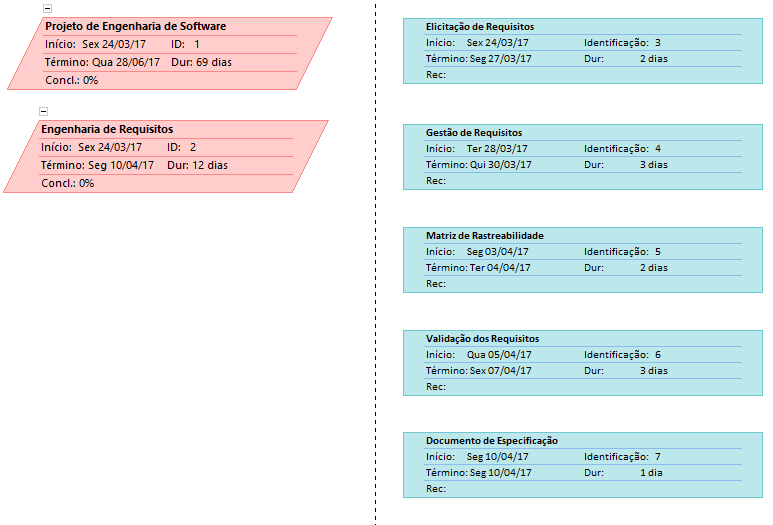 Projeto de Engenharia de Software
Início: Sex 24/03/17 ID: 1
Término: Qua 28/06/17 Dur: 69 dias
Concl.: 0%
Engenharia de Requisitos
Início: Sex 24/03/17 ID: 2
Término: Seg 10/04/17 Dur: 12 dias
Concl.: 0%
Elicitação de Requisitos
Início: Sex 24/03/17 Identificação: 3
Término: Seg 27/03/17 Dur: 2 dias
Rec:
Gestão de Requisitos
Início: Ter 28/03/17 Identificação: 4
Término: Qui 30/03/17 Dur: 3 dias
Rec:
Matriz de Rastreabilidade
Início: Seg 03/04/17 Identificação: 5
Término: Ter 04/04/17 Dur: 2 dias
Rec:
Validação dos Requisitos
Início: Qua 05/04/17 Identificação: 6
Término: Sex 07/04/17 Dur: 3 dias
Rec:
Documento de Especificação
Início: Seg 10/04/17 Identificação: 7
Término: Seg 10/04/17 Dur: 1 dia
Rec: